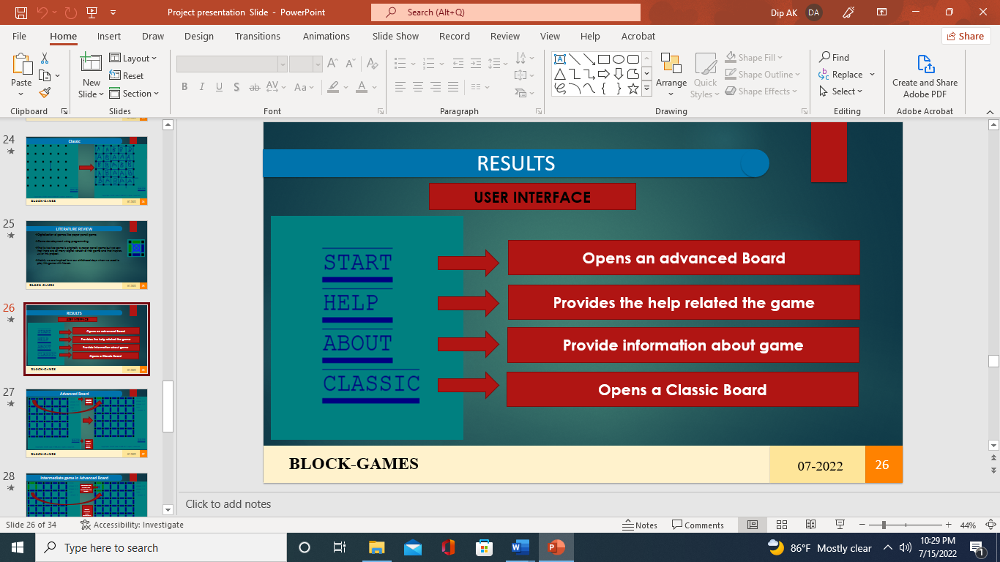 Project presentation Slide - PowerPoint
Search (Alt+Q)
Dip AK
DA
File Home Insert Draw Design Transitions Animations Slide Show Record Review View Help Acrobat
Share
Paste
Clipboard
New
Slide
Layout
Reset
Section
Slides
B I U S ab AV Aa A
Font
Paragraph
Arrange
Quick
Styles
Shape Fill
Shape Outline
Shape Effects
Drawing
Find
Replace
Select
Editing
Create and Share
Adobe PDF
Adobe Acrobat
24
Classic
BLOCK-GAMES
25
LITERATURE REVIEW
BLOCK-GAMES
26
RESULTS
USER INTERFACE
START
HELP
ABOUT
CLASSIC
Opens an advanced Board
Provides the help related the game
Provide information about game
Opens a Classic Board
BLOCK-GAMES
27
Advanced Board
BLOCK-GAMES
28
Intermediate game in Advanced Board
RESULTS
USER INTERFACE
START
Opens an advanced Board
HELP
Provides the help related the game
ABOUT
Provide information about game
CLASSIC
Opens a Classic Board
BLOCK-GAMES
07-2022
26
Click to add notes
Slide 26 of 34
Accessibility: Investigate
Notes
Comments
44%
Type here to search
86°F Mostly clear
10:29 PM
7/15/2022
1